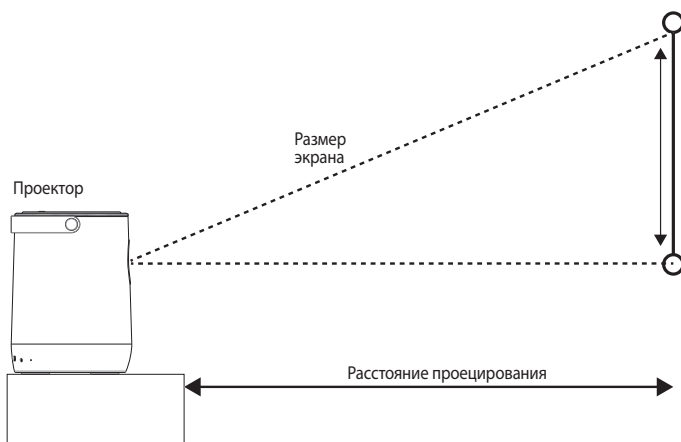 Размер
экрана
Проектор
Расстояние проецирования